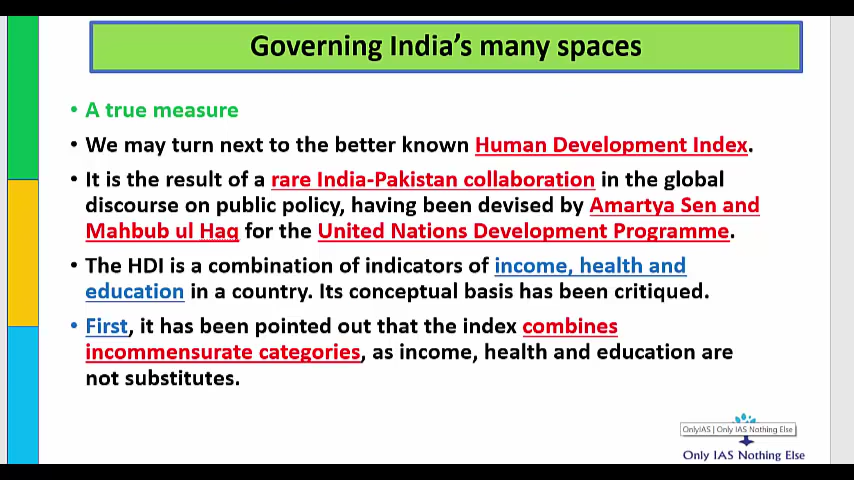 Governing India's many spaces
• A true measure
• We may turn next to the better known Human Development Index.
• It is the result of a rare India-Pakistan collaboration in the global
discourse on public policy, having been devised by Amartya Sen and
Mahbub ul Haq for the United Nations Development Programme.
• The HDI is a combination of indicators of income, health and
education in a country. Its conceptual basis has been critiqued.
• First, it has been pointed out that the index combines
incommensurate categories, as income, health and education are
not substitutes.
OnlyIAS | Only IAS Nothing Else
Only IAS Nothing Else